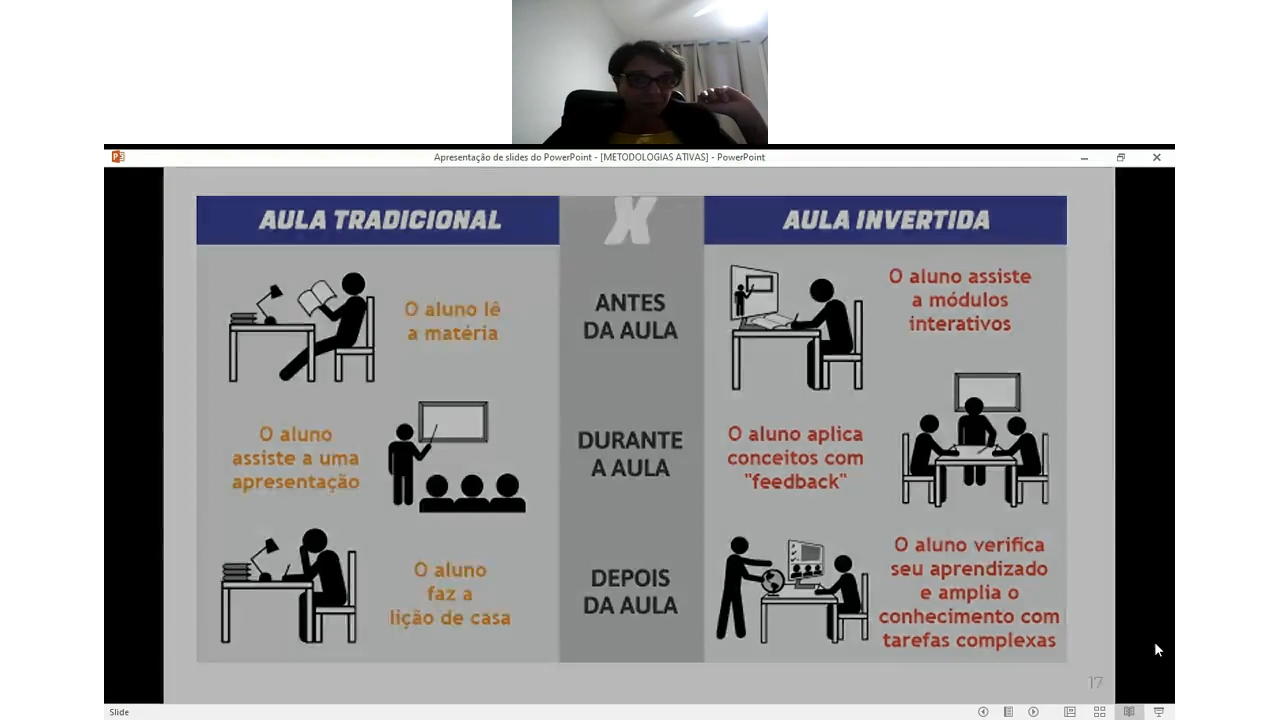 Apresentação de slides do PowerPoint - [METODOLOGIAS ATIVAS] - PowerPoint
AULA TRADICIONAL
X
AULA INVERTIDA
O aluno lê
a matéria
ANTES
DA AULA
O aluno assiste
a módulos
interativos
O aluno
assiste a uma
apresentação
DURANTE
A AULA
O aluno aplica
conceitos com
"feedback"
O aluno
faz a
lição de casa
DEPOIS
DA AULA
O aluno verifica
seu aprendizado
e amplia o
conhecimento com
tarefas complexas
17
Slide